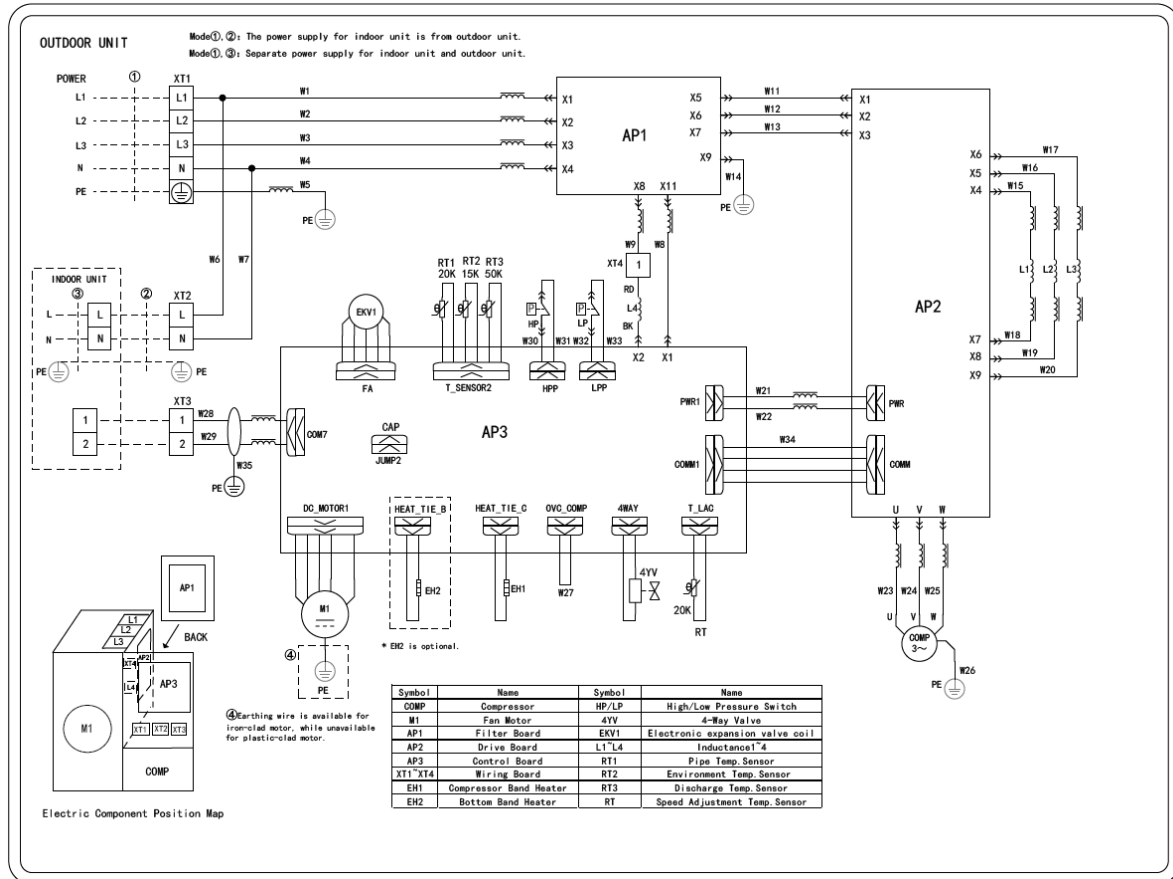 OUTDOOR UNIT
Mode①,②: The power supply for indoor unit is from outdoor unit.
Mode①,③: Separate power supply for indoor unit and outdoor unit.
POWER
①
XT1
L1
L1
W1
X1
X5
W11
X1
L2
L2
W2
X2
X6
W12
X2
L3
L3
W3
X3
X7
W13
X3
N
N
W4
X4
AP1
X9
W14
PE
PE
W5
PE
X8
X11
X6
W17
X5
W16
X4
W15
W6
W7
W9
W8
XT4
1
RD
L4
BK
X2
X1
L1
L2
L3
AP2
X7
W18
X8
W19
X9
W20
INDOOR UNIT
③
②
XT2
L
L
L
N
N
N
PE
PE
EKV1
FA
RT1
20K
RT2
15K
RT3
50K
T_SENSOR2
P
HP
W30
W31
HPP
P
LP
W32
W33
LPP
XT3
1
1
W28
2
2
W29
COM7
W35
PE
CAP
JUMP2
AP3
PWR1
W21
W22
PWR
COMM1
W34
COMM
DC_MOTOR1
HEAT_TIE_B
HEAT_TIE_C
OVC_COMP
4WAY
T_LAC
M1
④
PE
EH2
EH1
W27
4YV
20K
RT
* EH2 is optional.
U
V
W
W23
W24
W25
U
V
W
COMP
3~
W26
PE
AP1
BACK
L1
L2
L3
XT4
AP2
L4
AP3
M1
XT1
XT2
XT3
COMP
Electric Component Position Map
④Earthing wire is available for
iron-clad motor, while unavailable
for plastic-clad motor.
Symbol Name Symbol Name
COMP Compressor HP/LP High/Low Pressure Switch
M1 Fan Motor 4YV 4-Way Valve
AP1 Filter Board EKV1 Electronic expansion valve coil
AP2 Drive Board L1~L4 Inductance1~4
AP3 Control Board RT1 Pipe Temp.Sensor
XT1~XT4 Wiring Board RT2 Environment Temp.Sensor
EH1 Compressor Band Heater RT3 Discharge Temp.Sensor
EH2 Bottom Band Heater RT Speed Adjustment Temp.Sensor